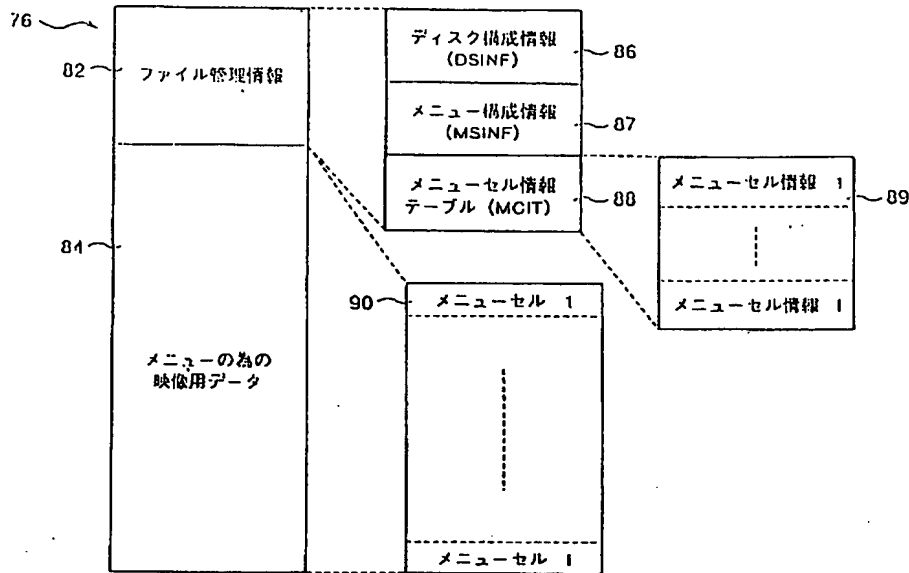 76
82
ファイル管理情報
84
メニューの為の
映像用データ
ディスク構成情報
(DSINF)
86
メニュー構成情報
(MSINF)
87
メニューセル情報
テーブル (MCIT)
88
メニューセル情報 1
89
メニューセル情報 I
90
メニューセル 1
メニューセル I